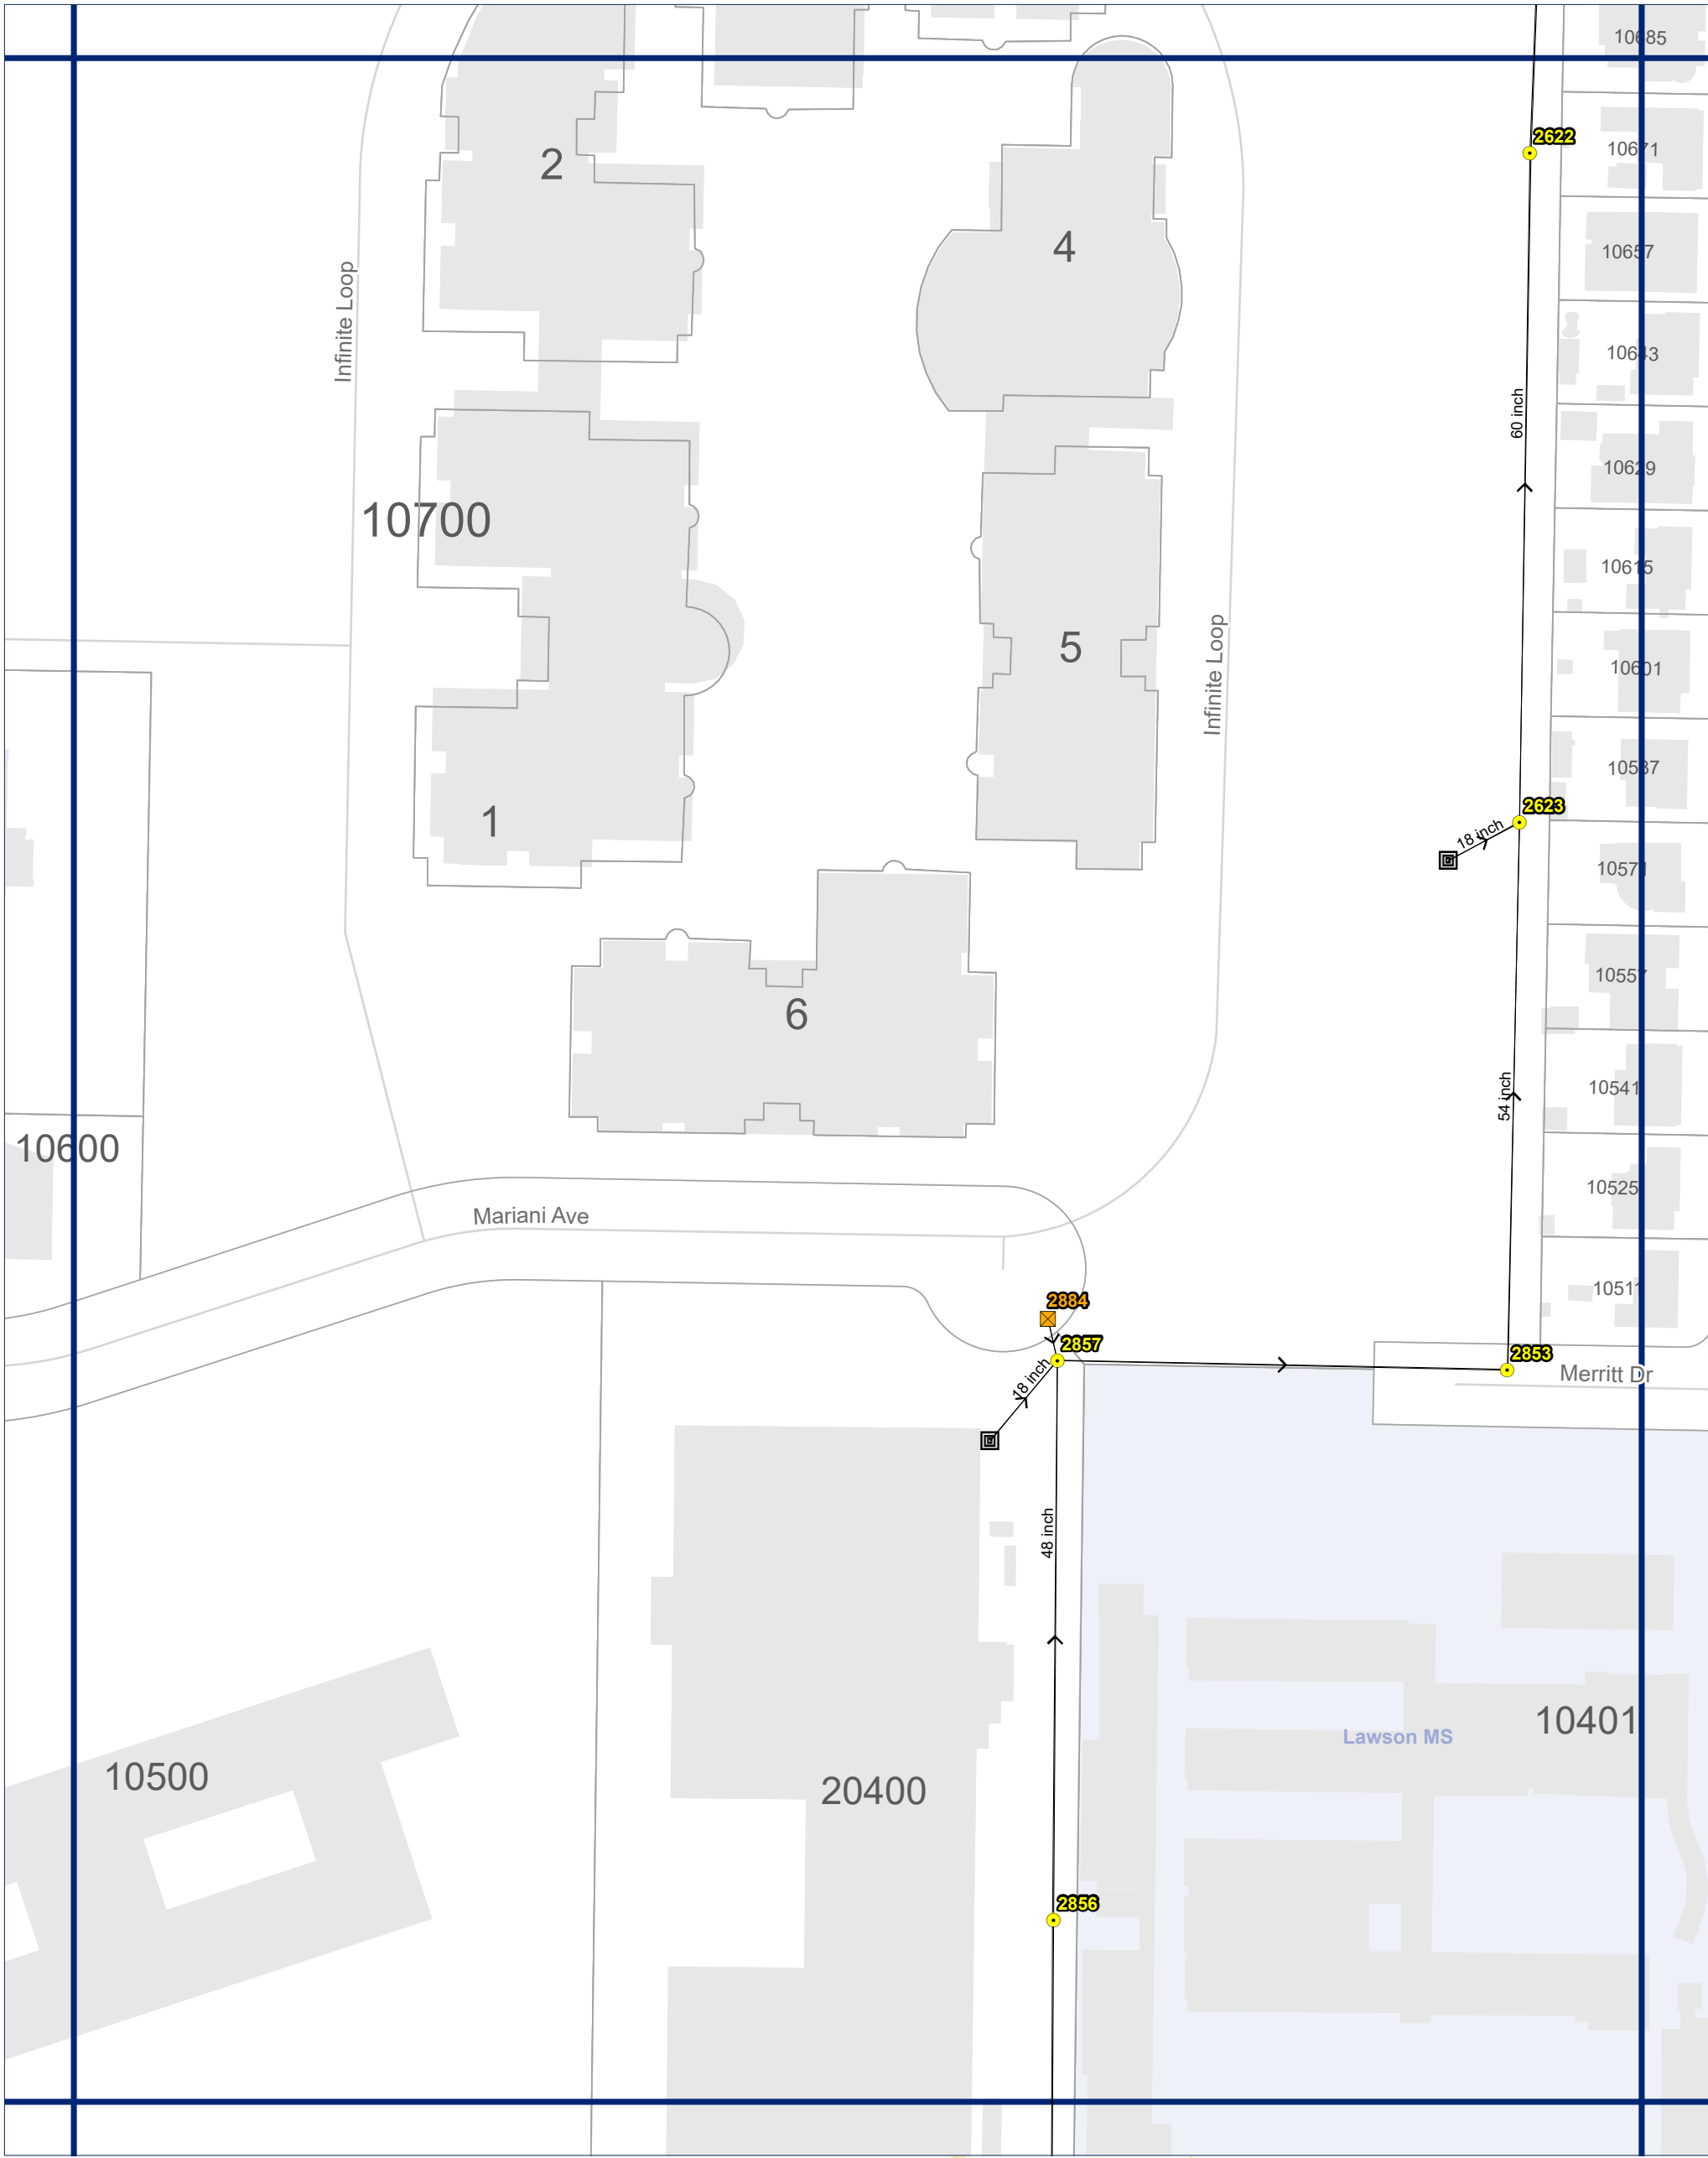 10685
2622
10671
2
4
10657
Infinite Loop
10643
60 inch
10629
10700
10615
5
Infinite Loop
10601
10587
2623
1
18 inch
10571
10557
6
54 inch
10541
10600
10525
Mariani Ave
10511
2884
2857
2853
Merritt Dr
18 inch
48 inch
10401
Lawson MS
10500
20400
2856